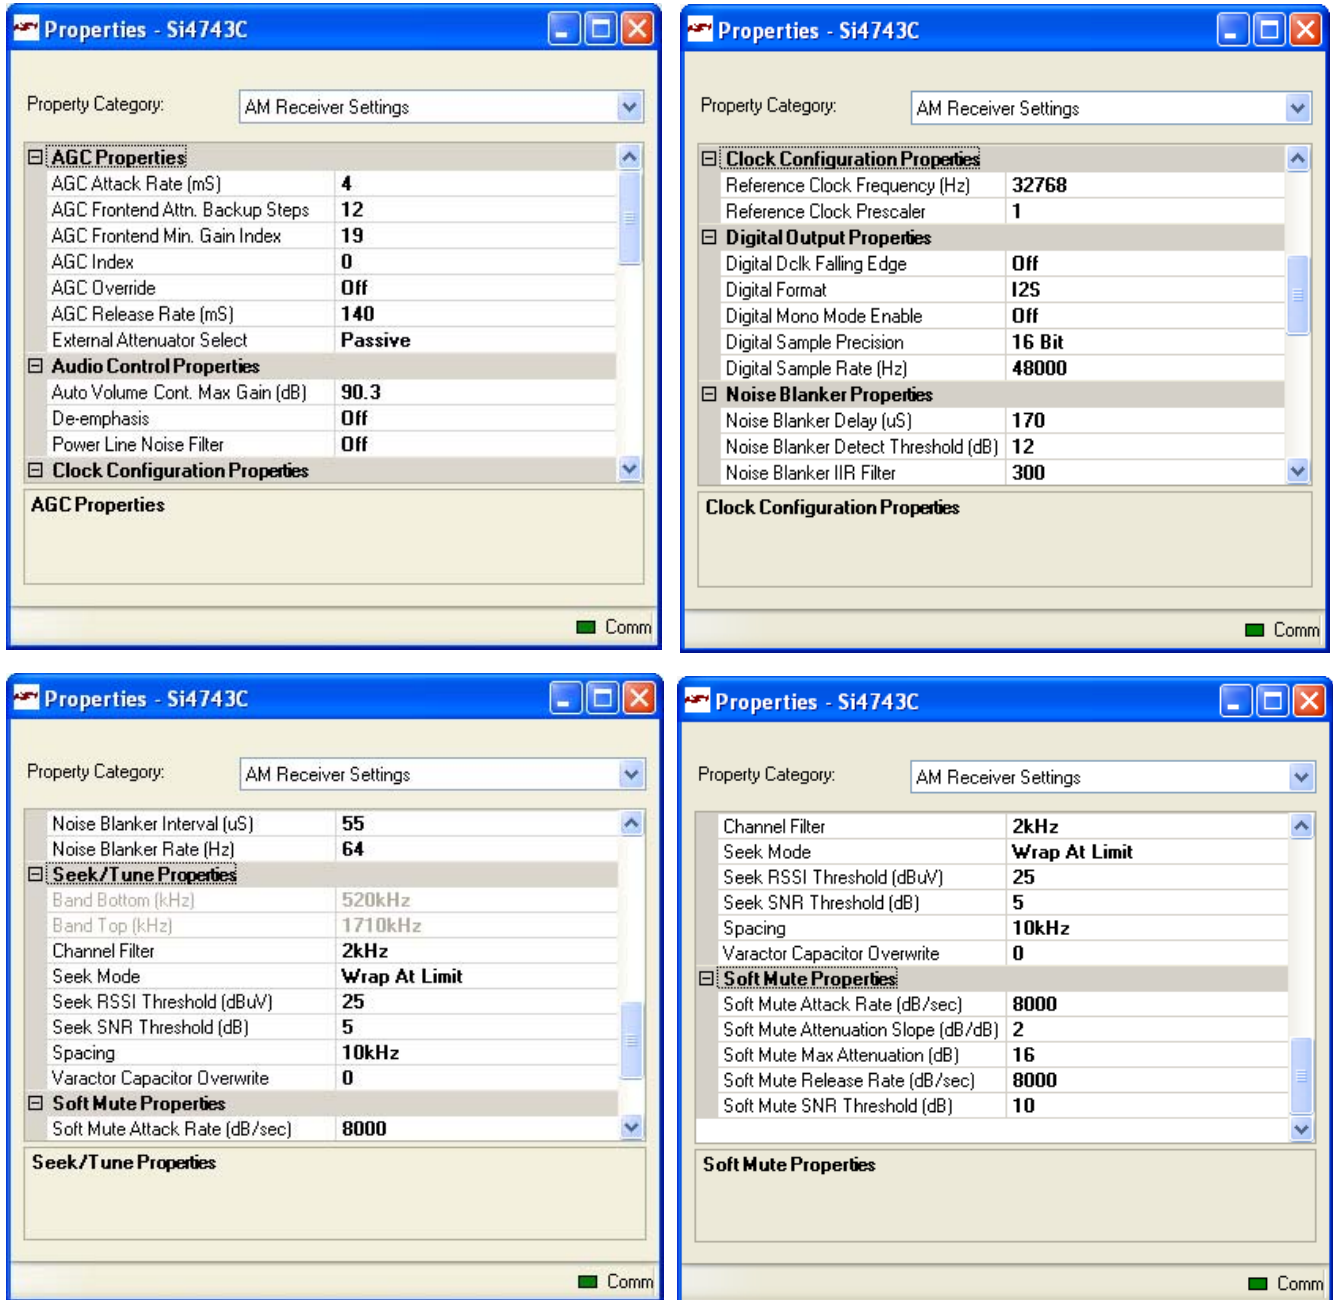 Properties - Si4743C
Property Category: AM Receiver Settings
AGC Properties
AGC Attack Rate (mS) 4
AGC Frontend Attn. Backup Steps 12
AGC Frontend Min. Gain Index 19
AGC Index 0
AGC Override Off
AGC Release Rate (mS) 140
External Attenuator Select Passive
Audio Control Properties
Auto Volume Cont. Max Gain (dB) 90.3
De-emphasis Off
Power Line Noise Filter Off
Clock Configuration Properties
AGC Properties
Comm
Properties - Si4743C
Property Category: AM Receiver Settings
Clock Configuration Properties
Reference Clock Frequency (Hz) 32768
Reference Clock Prescaler 1
Digital Output Properties
Digital Dclk Falling Edge Off
Digital Format I2S
Digital Mono Mode Enable Off
Digital Sample Precision 16 Bit
Digital Sample Rate (Hz) 48000
Noise Blanker Properties
Noise Blanker Delay (uS) 170
Noise Blanker Detect Threshold (dB) 12
Noise Blanker IIR Filter 300
Clock Configuration Properties
Comm
Properties - Si4743C
Property Category: AM Receiver Settings
Noise Blanker Interval (uS) 55
Noise Blanker Rate (Hz) 64
Seek/Tune Properties
Band Bottom (kHz) 520kHz
Band Top (kHz) 1710kHz
Channel Filter 2kHz
Seek Mode Wrap At Limit
Seek RSSI Threshold (dBuV) 25
Seek SNR Threshold (dB) 5
Spacing 10kHz
Varactor Capacitor Overwrite 0
Soft Mute Properties
Soft Mute Attack Rate (dB/sec) 8000
Seek/Tune Properties
Comm
Properties - Si4743C
Property Category: AM Receiver Settings
Channel Filter 2kHz
Seek Mode Wrap At Limit
Seek RSSI Threshold (dBuV) 25
Seek SNR Threshold (dB) 5
Spacing 10kHz
Varactor Capacitor Overwrite 0
Soft Mute Properties
Soft Mute Attack Rate (dB/sec) 8000
Soft Mute Attenuation Slope (dB/dB) 2
Soft Mute Max Attenuation (dB) 16
Soft Mute Release Rate (dB/sec) 8000
Soft Mute SNR Threshold (dB) 10
Soft Mute Properties
Comm